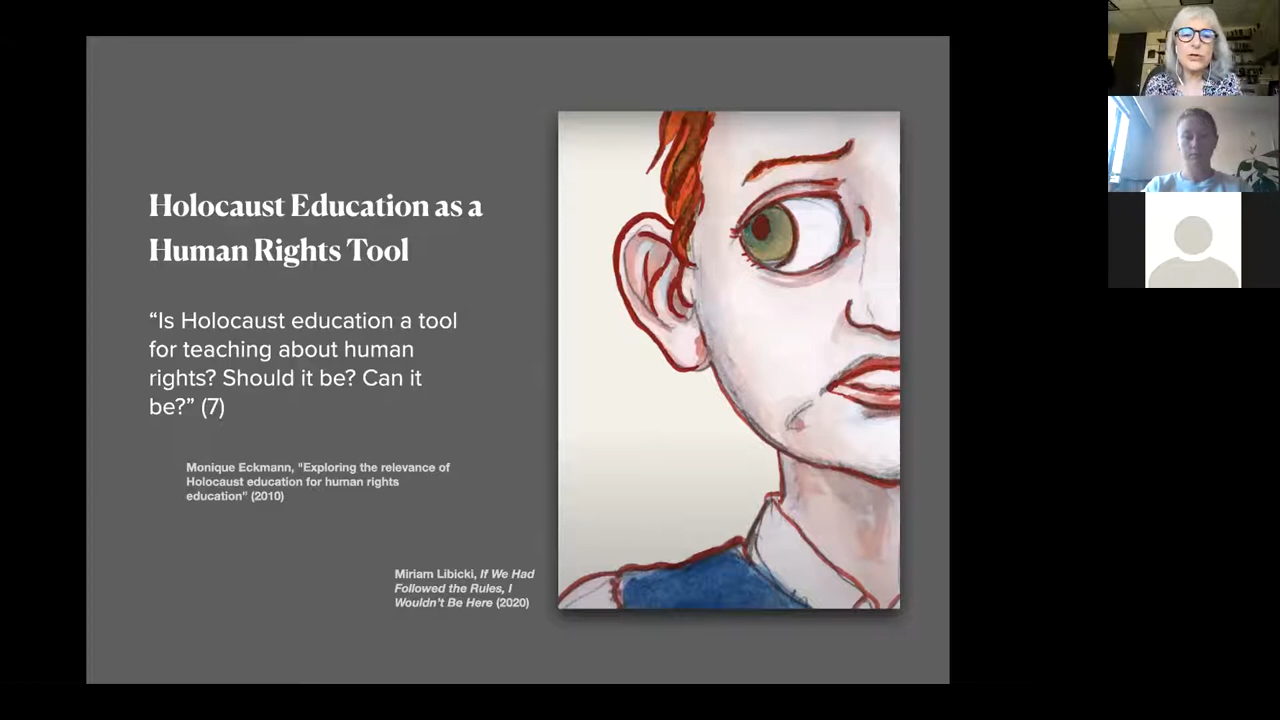 Holocaust Education as a
Human Rights Tool
“Is Holocaust education a tool
for teaching about human
rights? Should it be? Can it
be?” (7)
Monique Eckmann, "Exploring the relevance of
Holocaust education for human rights
education" (2010)
Miriam Libicki, If We Had
Followed the Rules, I
Wouldn't Be Here (2020)